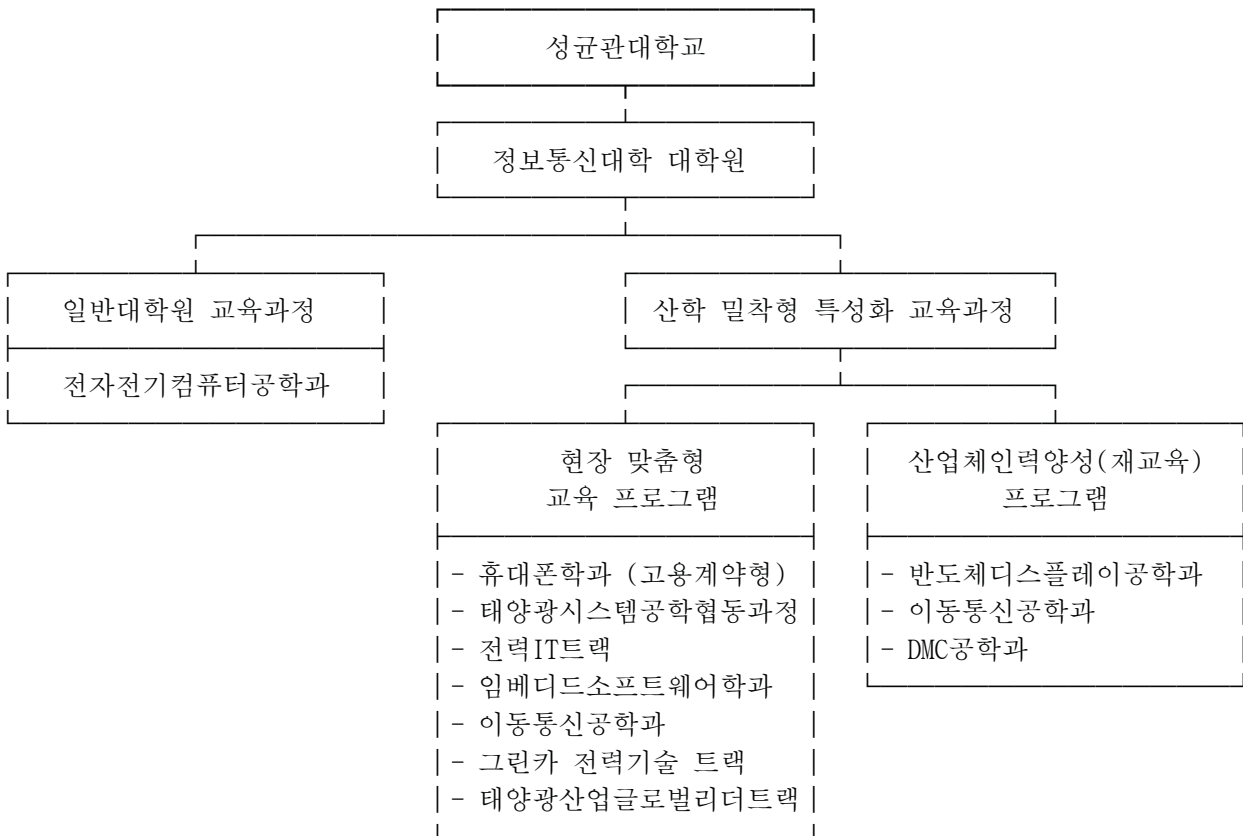 성균관대학교
정보통신대학 대학원
일반대학원 교육과정
전자전기컴퓨터공학과
산학 밀착형 특성화 교육과정
현장 맞춤형
교육 프로그램
- 휴대폰학과 (고용계약형)
- 태양광시스템공학협동과정
- 전력IT트랙
- 임베디드소프트웨어학과
- 이동통신공학과
- 그린카 전력기술 트랙
- 태양광산업글로벌리더트랙
산업체인력양성(재교육)
프로그램
- 반도체디스플레이공학과
- 이동통신공학과
- DMC공학과